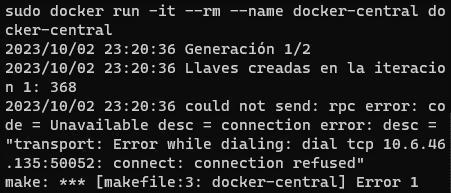 sudo docker run -it --rm --name docker-central do
cker-central
2023/10/02 23:20:36 Generación 1/2
2023/10/02 23:20:36 Llaves creadas en la iteracio
n 1: 368
2023/10/02 23:20:36 could not send: rpc error: co
de = Unavailable desc = connection error: desc =
"transport: Error while dialing: dial tcp 10.6.46
.135:50052: connect: connection refused"
make: *** [makefile:3: docker-central] Error 1